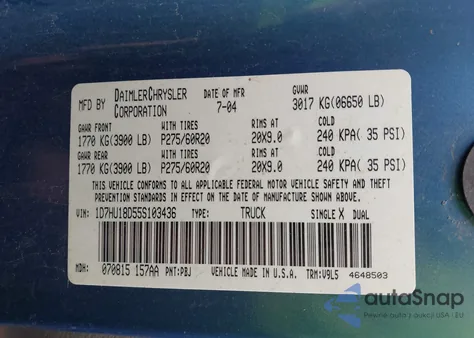 MFD BY DAIMLERCHRYSLER CORPORATION DATE OF MFR 7-04 GVWR 3017 KG(06650 LB)
GAWR FRONT WITH TIRES RIMS AT COLD
1770 KG(3900 LB) P275/60R20 20X9.0 240 KPA( 35 PSI)
GAWR REAR WITH TIRES RIMS AT COLD
1770 KG(3900 LB) P275/60R20 20X9.0 240 KPA( 35 PSI)
THIS VEHICLE CONFORMS TO ALL APPLICABLE FEDERAL MOTOR VEHICLE SAFETY AND THEFT
PREVENTION STANDARDS IN EFFECT ON THE DATE OF MANUFACTURE SHOWN ABOVE.
VIN: 1D7HU18D55S103436 TYPE: TRUCK SINGLE X DUAL
MDH: 070815 157AA PNT:PBJ VEHICLE MADE IN U.S.A. TRM:V9L5 4648503
autoSnap
Pewne auto z USA - EU